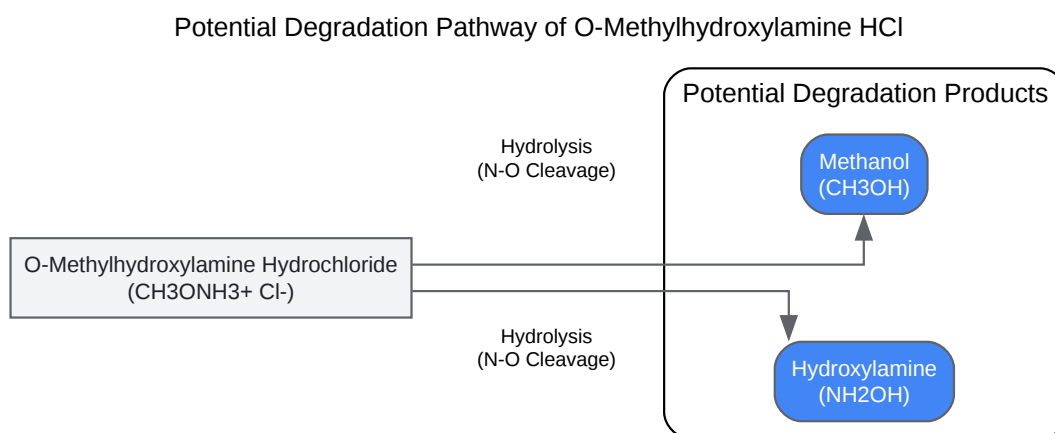 Potential Degradation Pathway of O-Methylhydroxylamine HCl
Potential Degradation Products
Hydrolysis
(N-O Cleavage)
Methanol
(CH3OH)
O-Methylhydroxylamine Hydrochloride
(CH3ONH3+ Cl-)
Hydrolysis
(N-O Cleavage)
Hydroxylamine
(NH2OH)